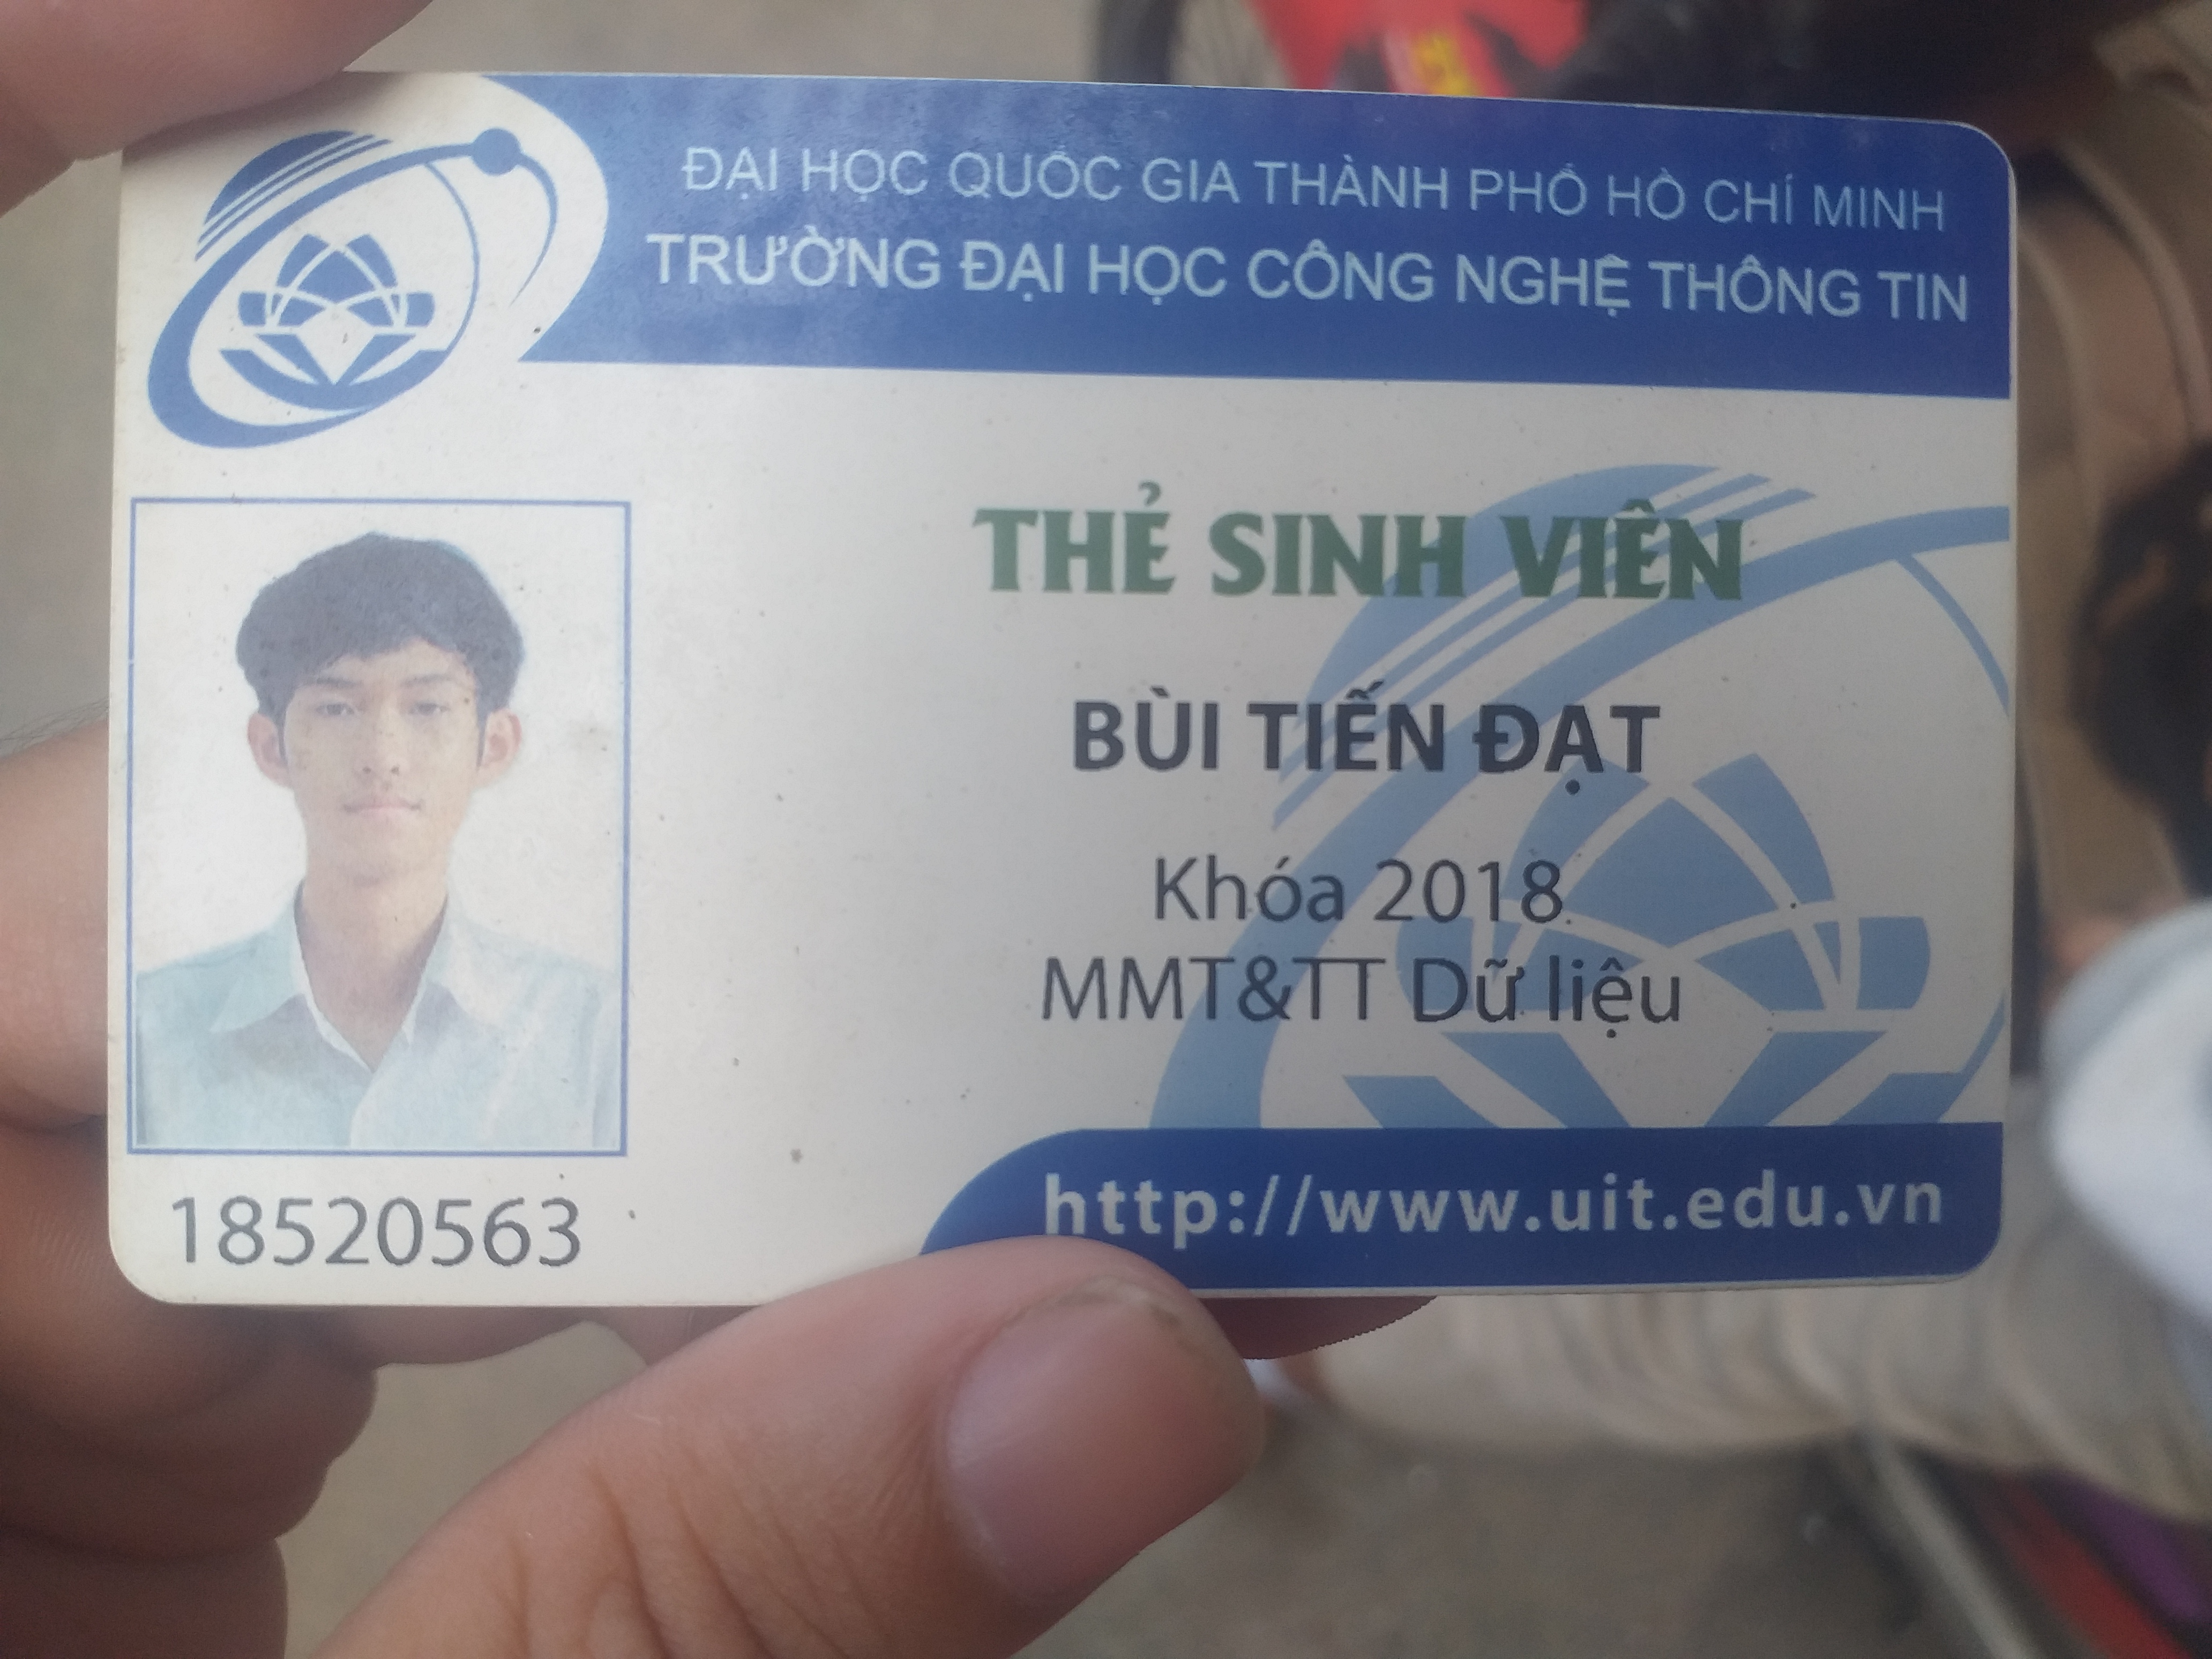 ĐẠI HỌC QUỐC GIA THÀNH PHỐ HỒ CHÍ MINH
TRƯỜNG ĐẠI HỌC CÔNG NGHỆ THÔNG TIN
THẺ SINH VIÊN
BÙI TIẾN ĐẠT
Khóa 2018
MMT&TT Dữ liệu
18520563
http://www.uit.edu.vn